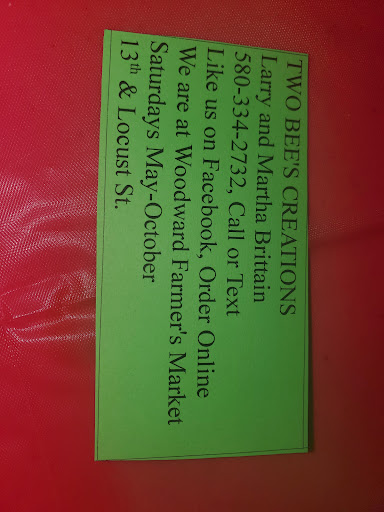 TWO BEE'S CREATIONS
Larry and Martha Brittain
580-334-2732, Call or Text
Like us on Facebook, Order Online
We are at Woodward Farmer's Market
Saturdays May-October
13th & Locust St.